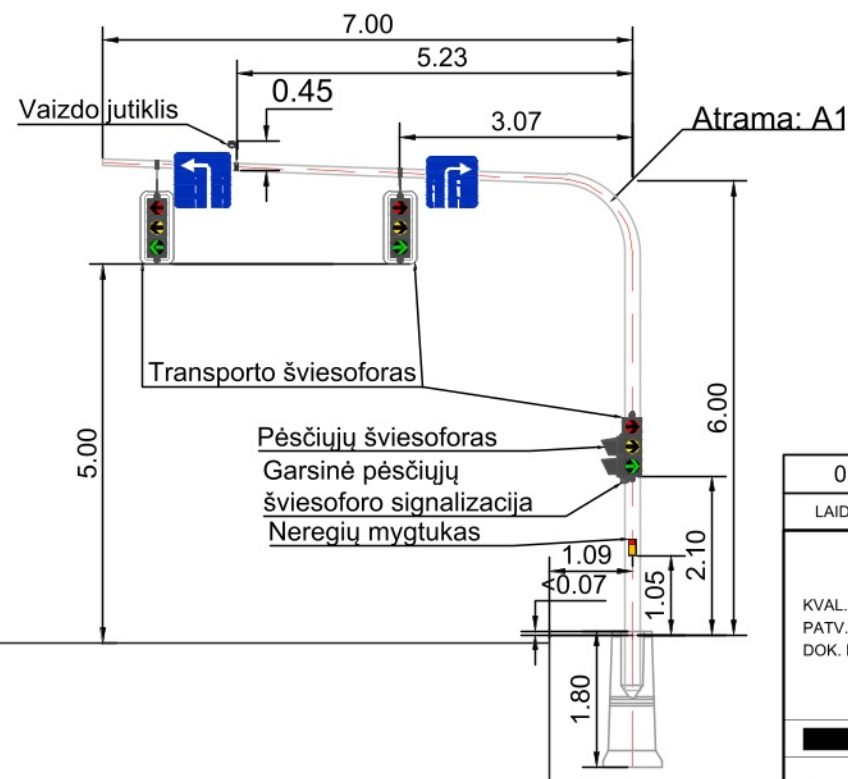 7.00
5.23
0.45
Vaizdo jutiklis
3.07
Atrama: A1
Transporto šviesoforas
5.00
6.00
Pėsčiųjų šviesoforas
Garsinė pėsčiųjų
šviesoforo signalizacija
Neregių mygtukas
1.09
<0.07
1.05
2.10
1.80
0
LAID
KVAL.
PATV.
DOK.